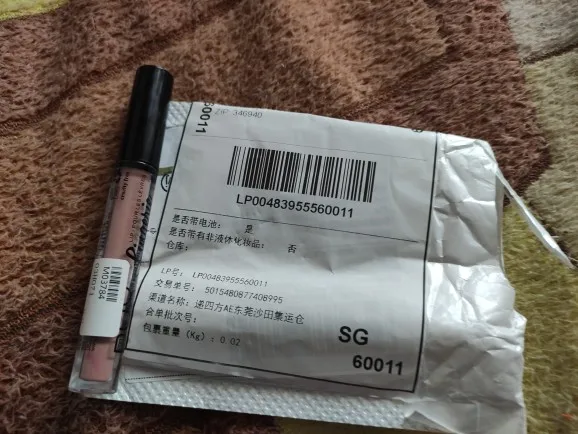 ZIP 346940
60011
LP00483955560011
是否带电池： 是
是否带有非液体化妆品： 否
仓库：
LP号： LP00483955560011
交易单号： 5015480877408995
渠道名称：递四方AE东莞沙田集运仓
合单批次号：
包裹重量（Kg）：0.02
SG
60011
M03784